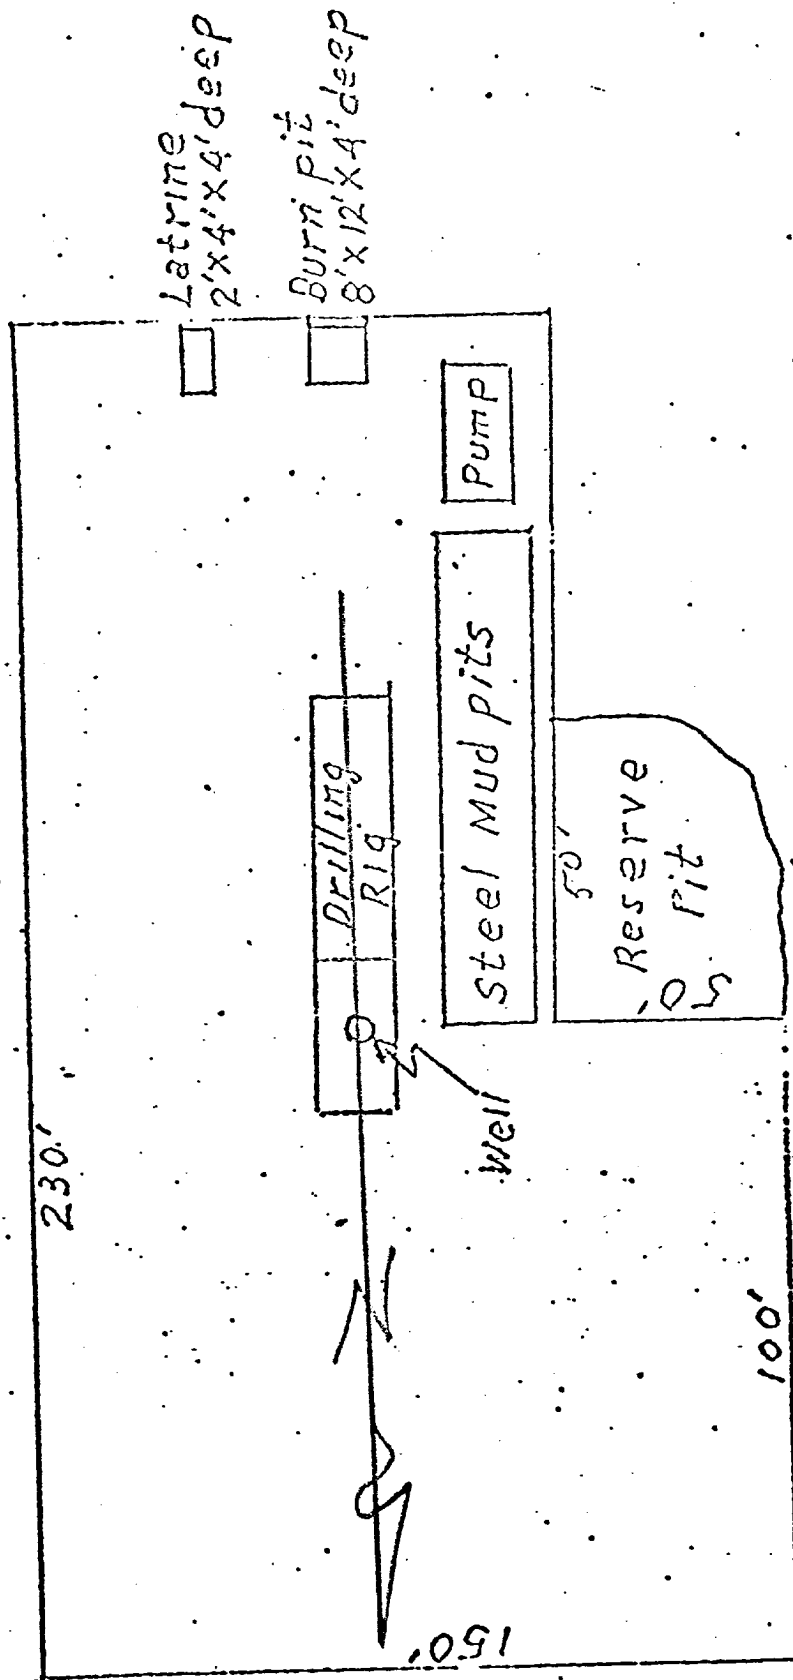 230'
Latrine
2'x4'x4' deep
Burn pit
8'x12'x4' deep
Drilling
Rig
Pump
Steel Mud pits
Well
50'
Reserve
Pit
50'
N
150'
100'